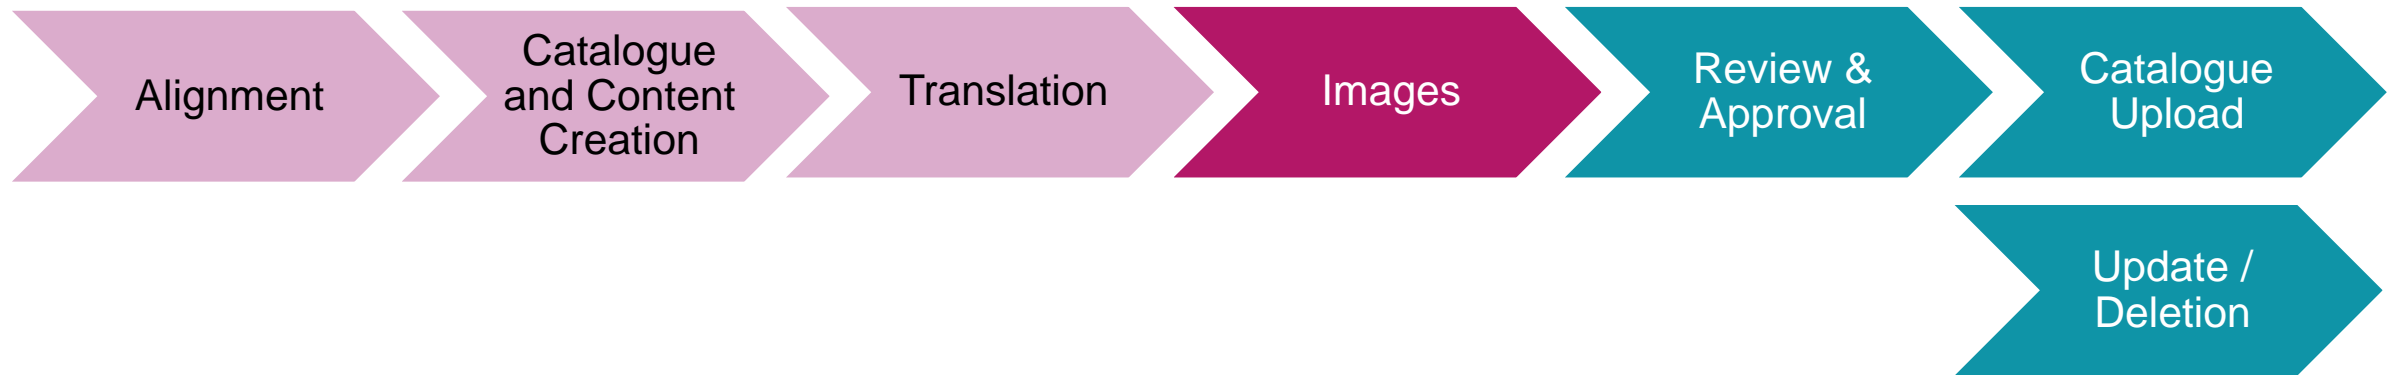 Alignment
Catalogue
and Content
Creation
Translation
Images
Review &
Approval
Catalogue
Upload
Update /
Deletion